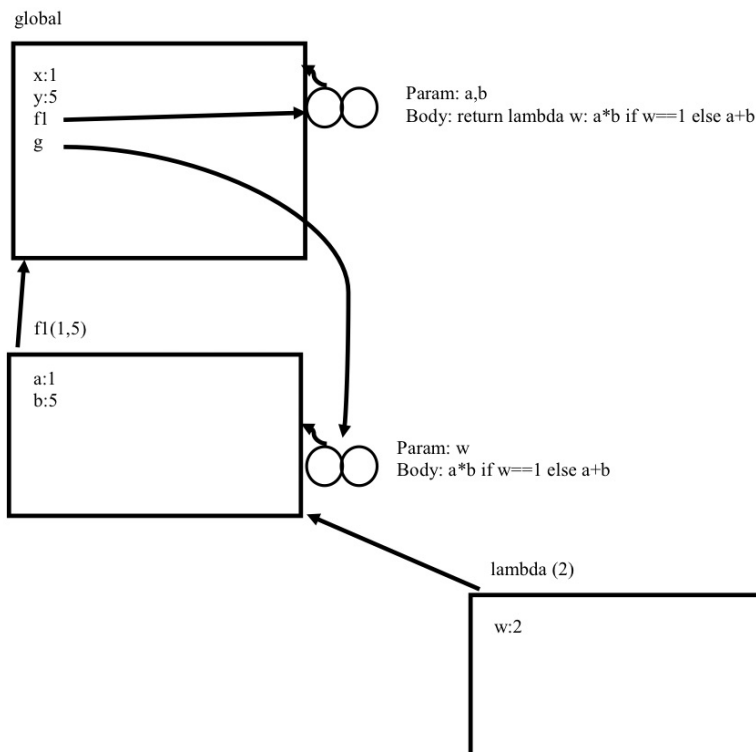 global
x:1
y:5
f1
g
Param: a,b
Body: return lambda w: a*b if w==1 else a+b
f1(1,5)
a:1
b:5
Param: w
Body: a*b if w==1 else a+b
lambda (2)
w:2